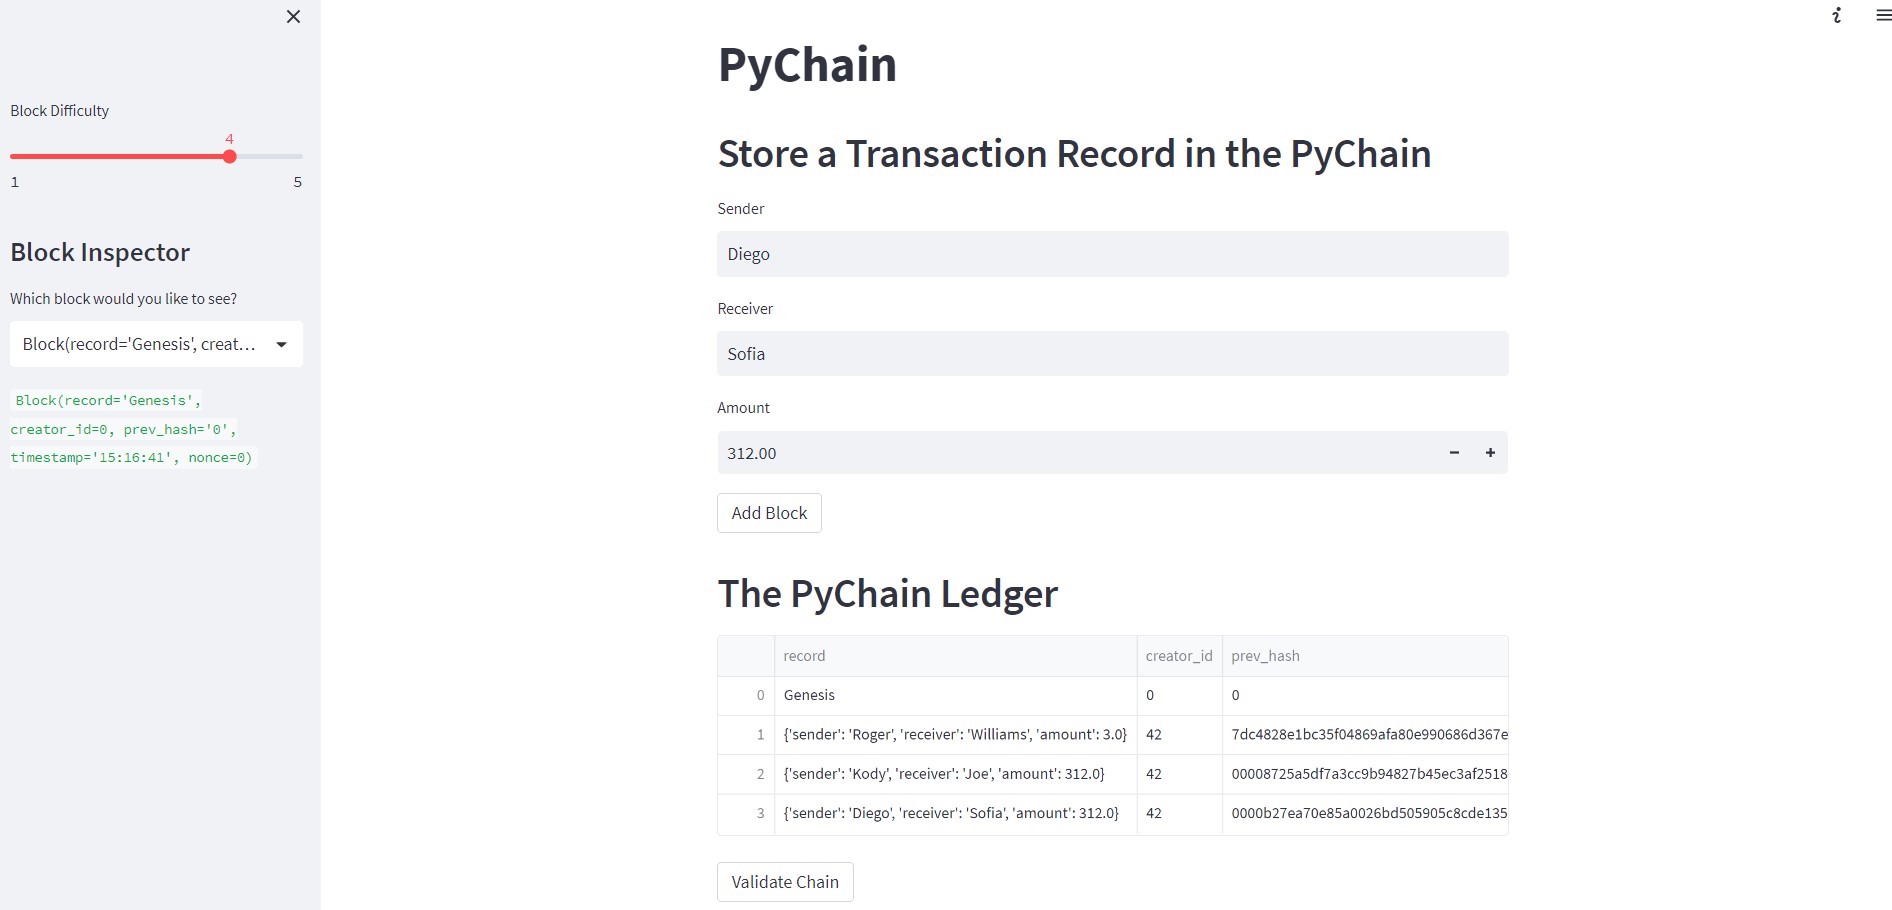 Block Difficulty
4
1 5
Block Inspector
Which block would you like to see?
Block(record='Genesis', creat...
Block(record='Genesis',
creator_id=0, prev_hash='0',
timestamp='15:16:41', nonce=0)
PyChain
Store a Transaction Record in the PyChain
Sender
Diego
Receiver
Sofia
Amount
312.00
Add Block
The PyChain Ledger
record creator_id prev_hash
0 Genesis 0 0
1 {'sender': 'Roger', 'receiver': 'Williams', 'amount': 3.0} 42 7dc4828e1bc35f04869afa80e990686d367e
2 {'sender': 'Kody', 'receiver': 'Joe', 'amount': 312.0} 42 00008725a5df7a3cc9b94827b45ec3af2518
3 {'sender': 'Diego', 'receiver': 'Sofia', 'amount': 312.0} 42 0000b27ea70e85a0026bd505905c8cde135
Validate Chain